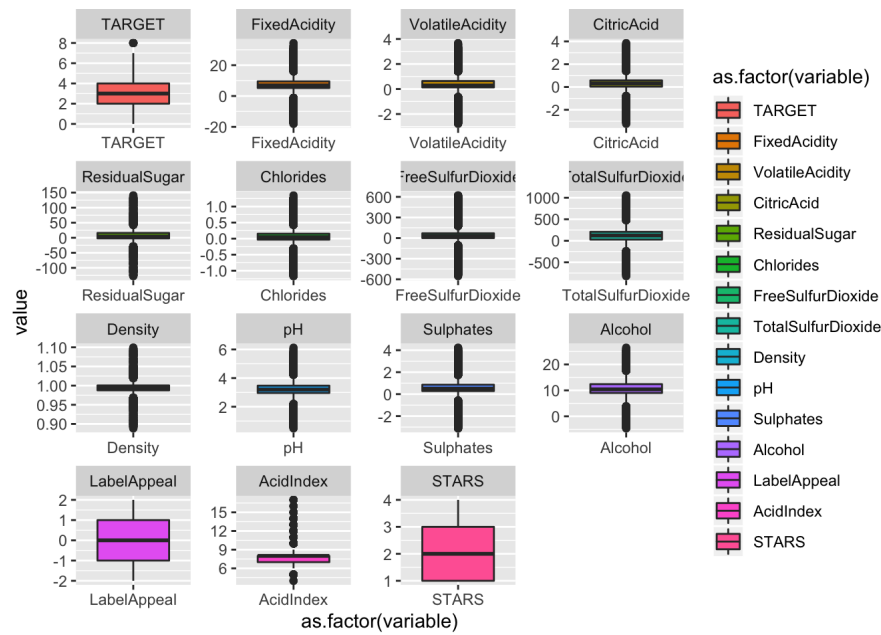 TARGET
FixedAcidity
VolatileAcidity
CitricAcid
8
6
4
2
0
20
0
-20
4
2
0
-2
4
2
0
-2
TARGET
FixedAcidity
VolatileAcidity
CitricAcid
ResidualSugar
Chlorides
FreeSulfurDioxide
TotalSulfurDioxide
150
100
50
0
-50
-100
1.0
0.5
0.0
-0.5
-1.0
600
300
0
-300
-600
1000
500
0
-500
ResidualSugar
Chlorides
FreeSulfurDioxide
TotalSulfurDioxide
Density
pH
Sulphates
Alcohol
1.10
1.05
1.00
0.95
0.90
6
4
2
4
2
0
-2
20
10
0
Density
pH
Sulphates
Alcohol
LabelAppeal
AcidIndex
STARS
2
1
0
-1
-2
15
12
9
6
4
3
2
1
LabelAppeal
AcidIndex
STARS
value
as.factor(variable)
as.factor(variable)
TARGET
FixedAcidity
VolatileAcidity
CitricAcid
ResidualSugar
Chlorides
FreeSulfurDioxide
TotalSulfurDioxide
Density
pH
Sulphates
Alcohol
LabelAppeal
AcidIndex
STARS